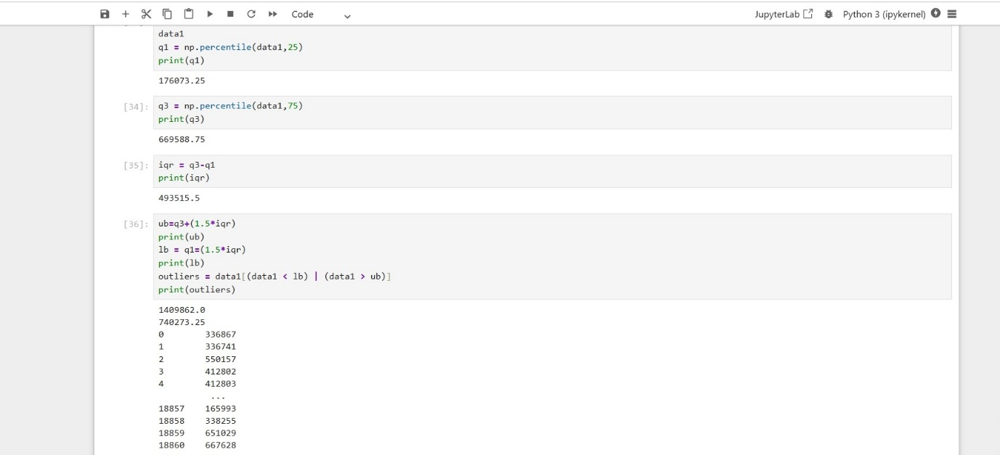 Code
JupyterLab Python 3 (ipykernel)
data1
q1 = np.percentile(data1,25)
print(q1)
176073.25
[34]: q3 = np.percentile(data1,75)
print(q3)
669588.75
[35]: iqr = q3-q1
print(iqr)
493515.5
[36]: ub=q3+(1.5*iqr)
print(ub)
lb = q1=(1.5*iqr)
print(lb)
outliers = data1[(data1 < lb) | (data1 > ub)]
print(outliers)
1409862.0
740273.25
0 336867
1 336741
2 550157
3 412802
4 412803
...
18857 165993
18858 338255
18859 651029
18860 667628